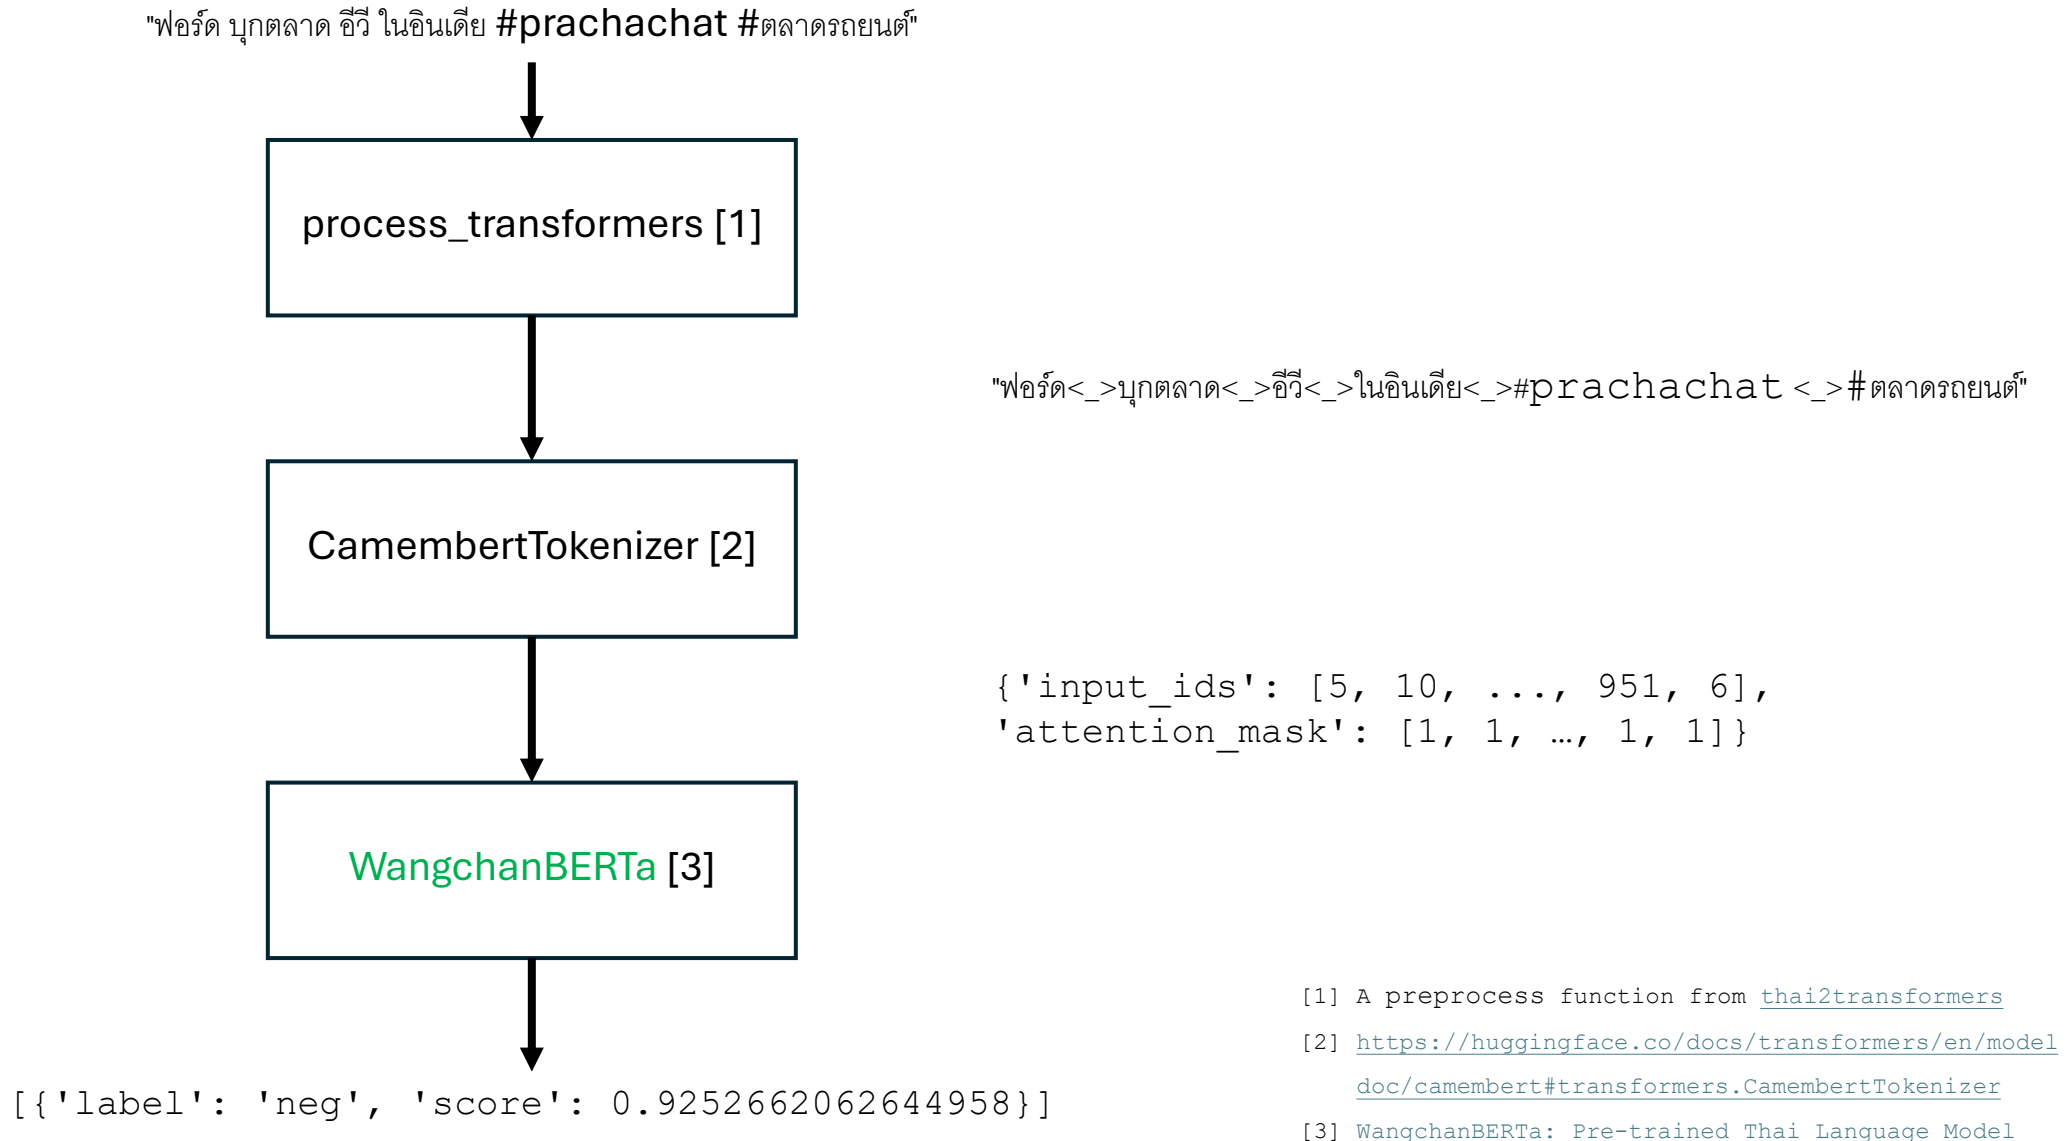 "ฟอร์ด บุกตลาด อีวี ในอินเดีย #prachachat #ตลาดรถยนต์"
process_transformers [1]
"ฟอร์ด<_>บุกตลาด<_>อีวี<_>ในอินเดีย<_>#prachachat <_>#ตลาดรถยนต์"
CamembertTokenizer [2]
{'input_ids': [5, 10, ..., 951, 6],
'attention_mask': [1, 1, …, 1, 1]}
WangchanBERTa [3]
[{'label': 'neg', 'score': 0.9252662062644958}]
[1] A preprocess function from thai2transformers
[2] https://huggingface.co/docs/transformers/en/model
doc/camembert#transformers.CamembertTokenizer
[3] WangchanBERTa: Pre-trained Thai Language Model